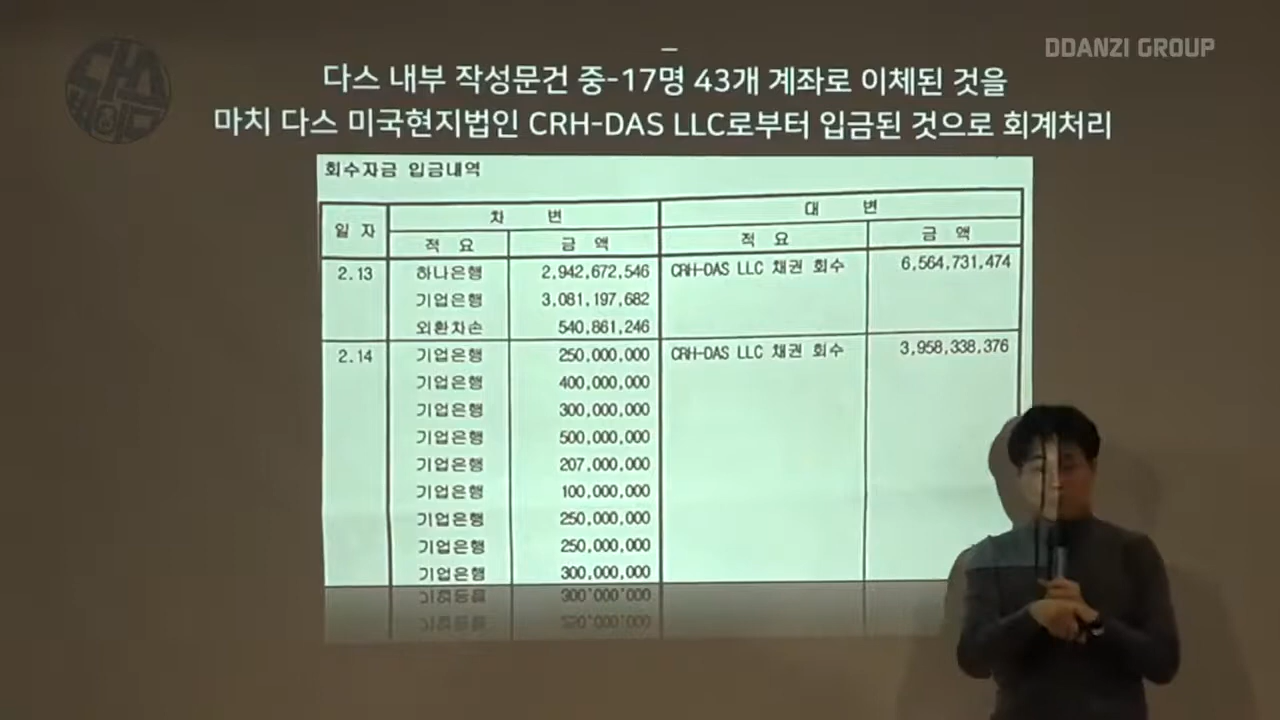 DDANZI GROUP
다스 내부 작성문건 중-17명 43개 계좌로 이체된 것을
마치 다스 미국현지법인 CRH-DAS LLC로부터 입금된 것으로 회계처리
회수자금 입금내역
일 자 차 변 대 변
적 요 금 액 적 요 금 액
2.13 하나은행 2,942,672,546 CRH-DAS LLC 채권 회수 6,564,731,474
기업은행 3,081,197,682
외환차손 540,861,246
2.14 기업은행 250,000,000 CRH-DAS LLC 채권 회수 3,958,338,376
기업은행 400,000,000
기업은행 300,000,000
기업은행 500,000,000
기업은행 207,000,000
기업은행 100,000,000
기업은행 250,000,000
기업은행 250,000,000
기업은행 300,000,000